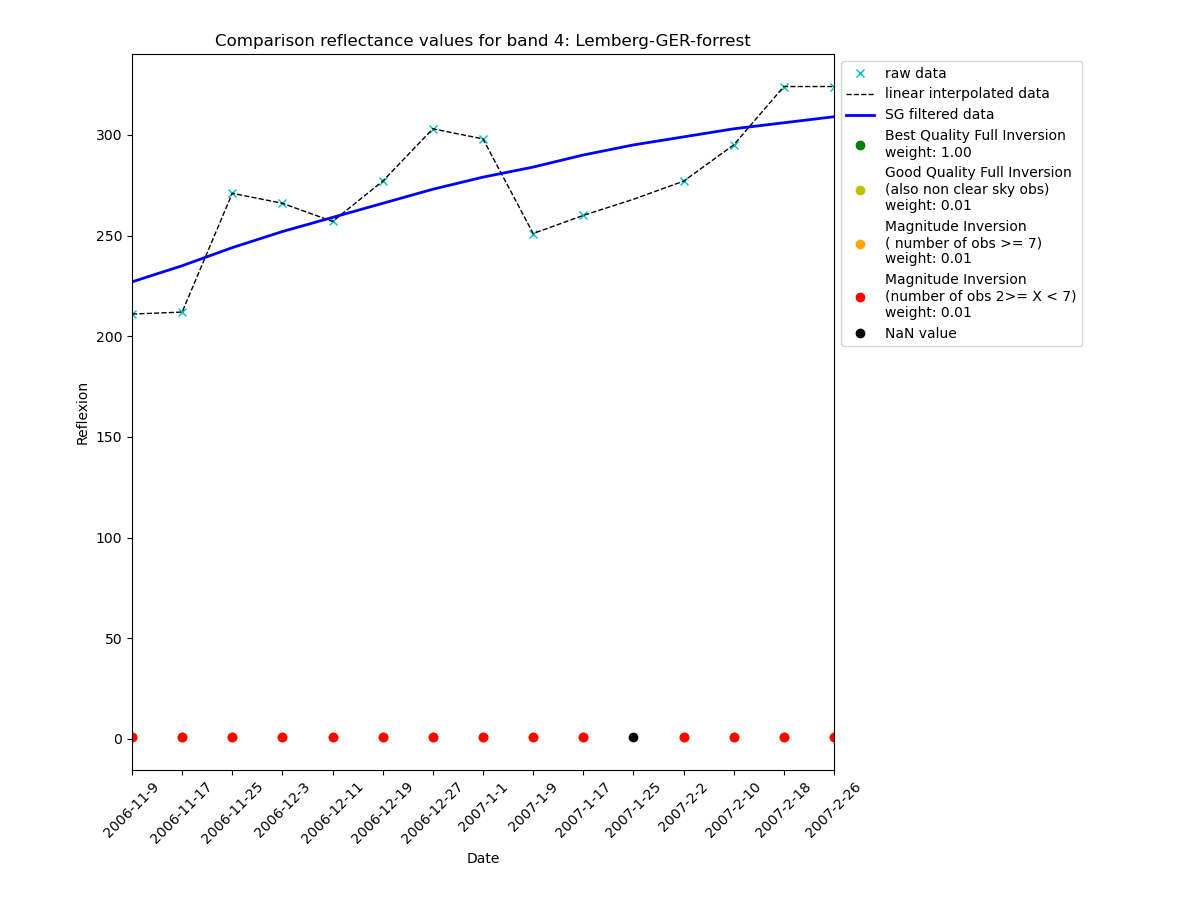 Comparison reflectance values for band 4: Lemberg-GER-forrest
raw data
linear interpolated data
SG filtered data
Best Quality Full Inversion
weight: 1.00
Good Quality Full Inversion
(also non clear sky obs)
weight: 0.01
Magnitude Inversion
( number of obs >= 7)
weight: 0.01
Magnitude Inversion
(number of obs 2>= X < 7)
weight: 0.01
NaN value
Reflexion
300
250
200
150
100
50
0
2006-11-9
2006-11-17
2006-11-25
2006-12-3
2006-12-11
2006-12-19
2006-12-27
2007-1-1
2007-1-9
2007-1-17
2007-1-25
2007-2-2
2007-2-10
2007-2-18
2007-2-26
Date